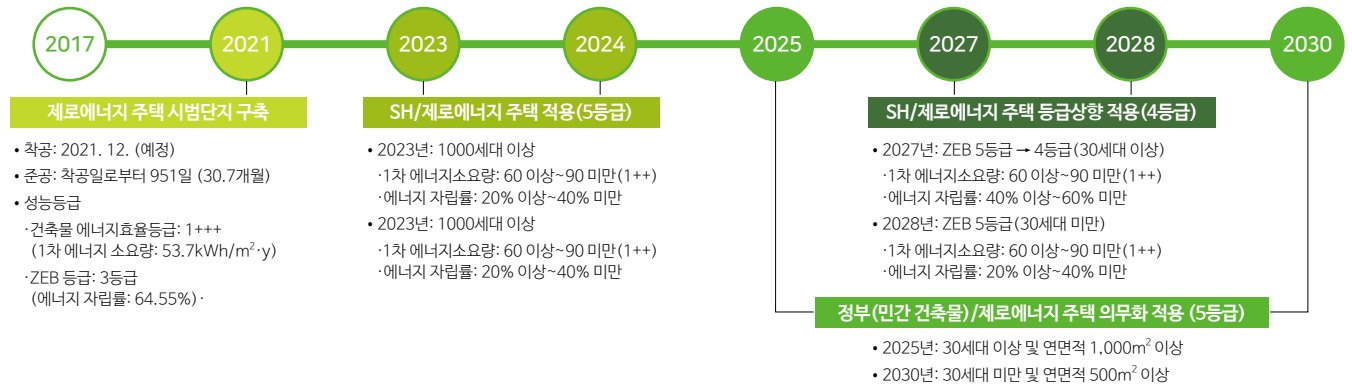 2017
2021
2023
2024
2025
2027
2028
2030
제로에너지 주택 시범단지 구축
• 착공: 2021. 12. (예정)
• 준공: 착공일로부터 951일 (30.7개월)
• 성능등급
·건축물 에너지효율등급: 1+++
(1차 에너지 소요량: 53.7kWh/m²·y)
·ZEB 등급: 3등급
(에너지 자립률: 64.55%)·
SH/제로에너지 주택 적용(5등급)
• 2023년: 1000세대 이상
·1차 에너지소요량: 60 이상~90 미만(1++)
·에너지 자립률: 20% 이상~40% 미만
• 2023년: 1000세대 이상
·1차 에너지소요량: 60 이상~90 미만(1++)
·에너지 자립률: 20% 이상~40% 미만
SH/제로에너지 주택 등급상향 적용(4등급)
• 2027년: ZEB 5등급 → 4등급(30세대 이상)
·1차 에너지소요량: 60 이상~90 미만(1++)
·에너지 자립률: 40% 이상~60% 미만
• 2028년: ZEB 5등급(30세대 미만)
·1차 에너지소요량: 60 이상~90 미만(1++)
·에너지 자립률: 20% 이상~40% 미만
정부(민간 건축물)/제로에너지 주택 의무화 적용 (5등급)
• 2025년: 30세대 이상 및 연면적 1,000m² 이상
• 2030년: 30세대 미만 및 연면적 500m² 이상